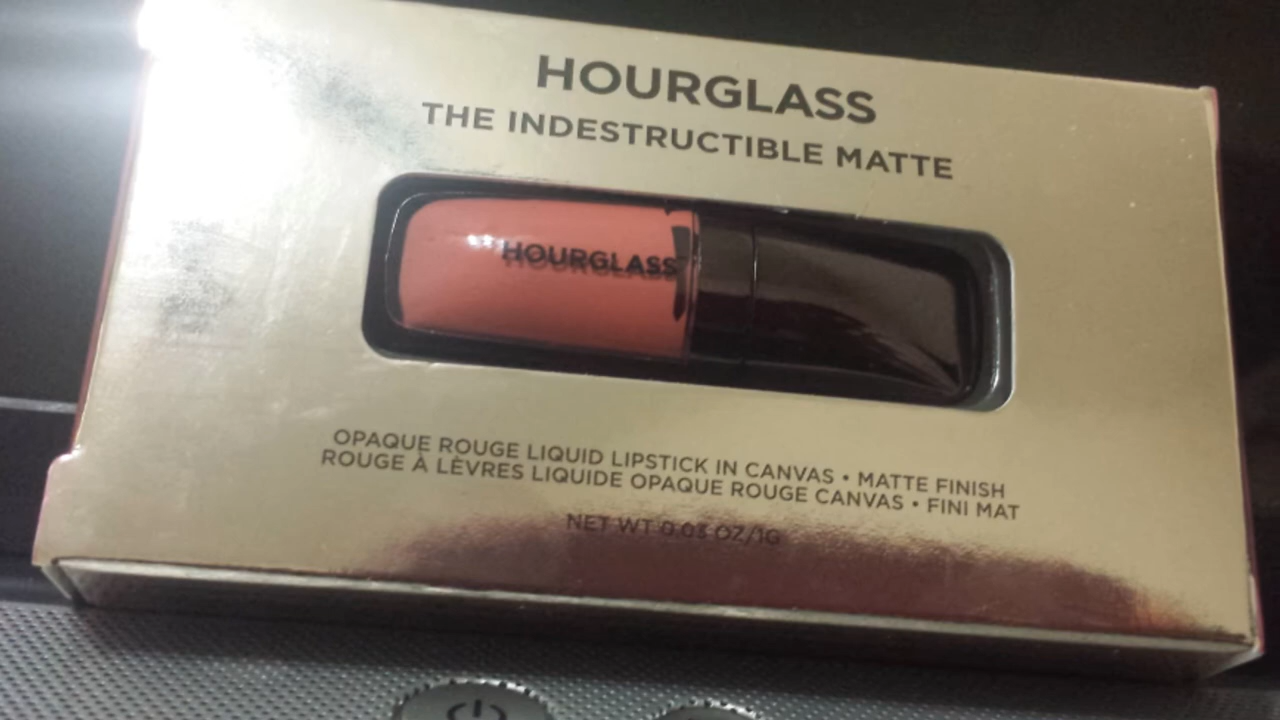 HOURGLASS
THE INDESTRUCTIBLE MATTE
HOURGLASS
OPAQUE ROUGE LIQUID LIPSTICK IN CANVAS • MATTE FINISH
ROUGE À LÈVRES LIQUIDE OPAQUE ROUGE CANVAS • FINI MAT
NET WT 0.03 OZ/1G